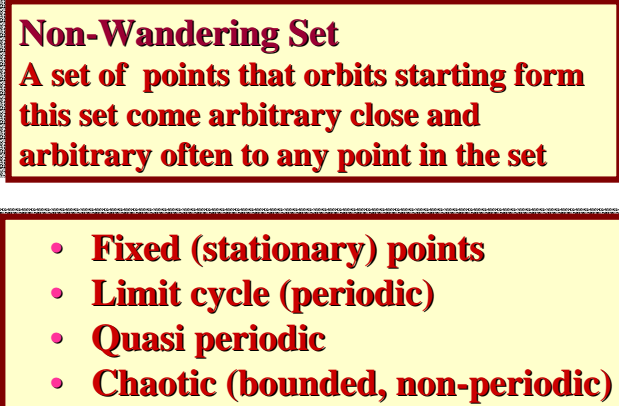 Non-Wandering Set
A set of points that orbits starting form
this set come arbitrary close and
arbitrary often to any point in the set
• Fixed (stationary) points
• Limit cycle (periodic)
• Quasi periodic
• Chaotic (bounded, non-periodic)